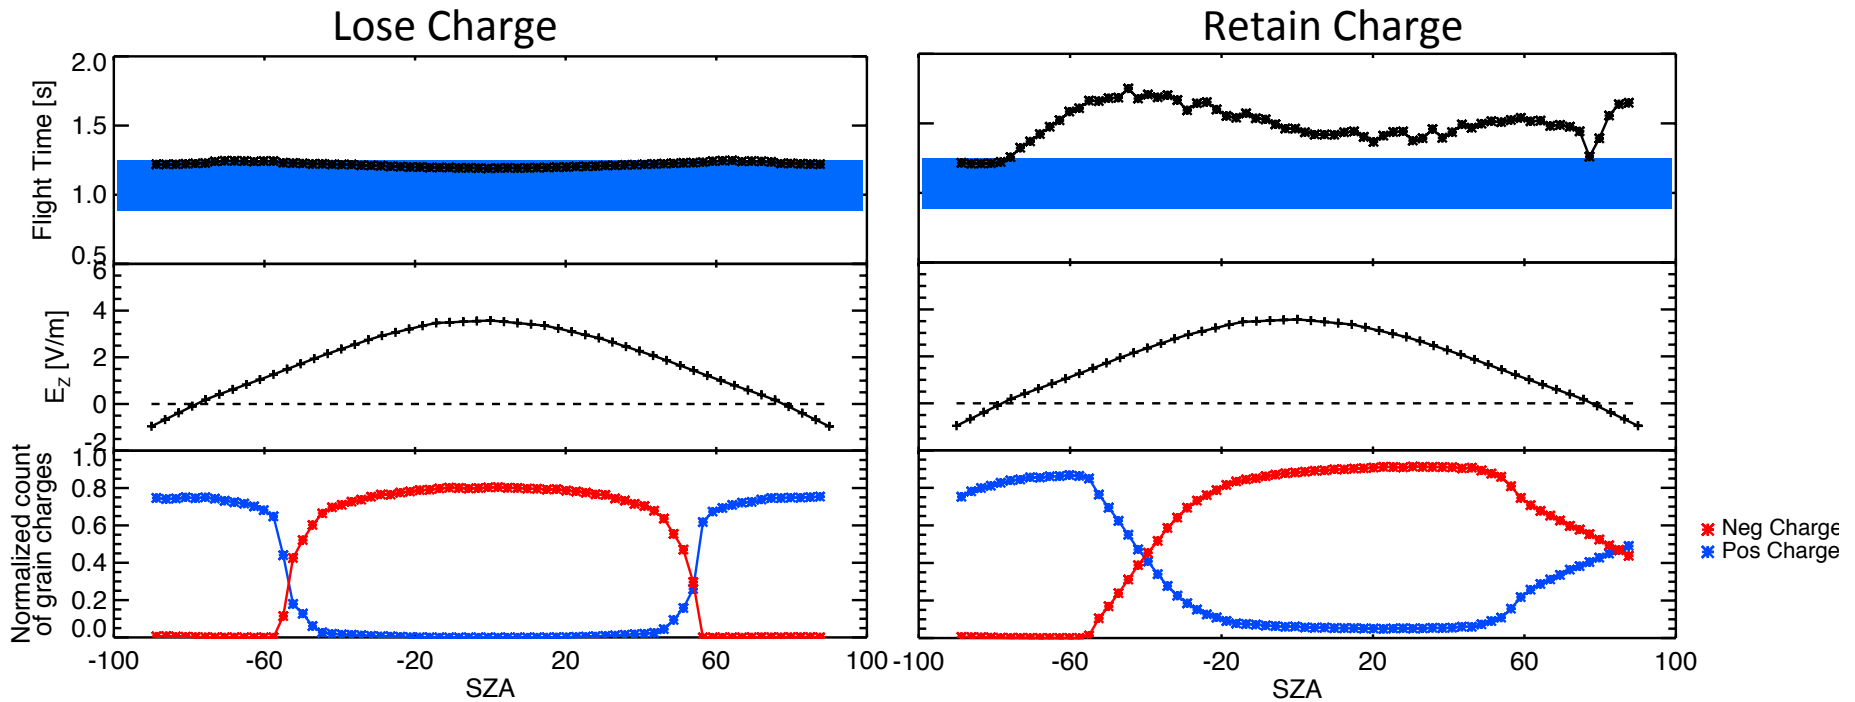 Lose Charge
Retain Charge
2.0
1.5
1.0
0.5
Flight Time [s]
6
4
2
0
-2
E_Z [V/m]
1.0
0.8
0.6
0.4
0.2
0.0
Normalized count
of grain charges
-100 -60 -20 20 60 100
SZA
-100 -60 -20 20 60 100
SZA
Neg Charge
Pos Charge